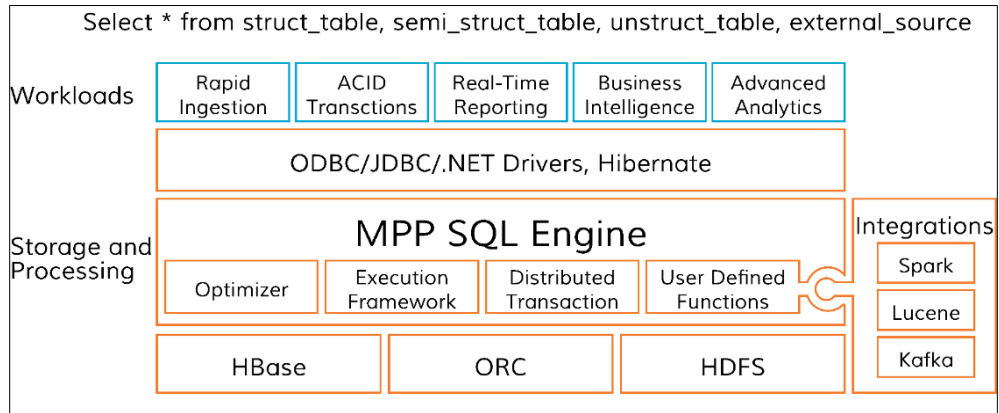 Select * from struct_table, semi_struct_table, unstruct_table, external_source
Workloads
Rapid
Ingestion
ACID
Transctions
Real-Time
Reporting
Business
Intelligence
Advanced
Analytics
ODBC/JDBC/.NET Drivers, Hibernate
Storage and
Processing
MPP SQL Engine
Optimizer
Execution
Framework
Distributed
Transaction
User Defined
Functions
Integrations
Spark
Lucene
Kafka
HBase
ORC
HDFS